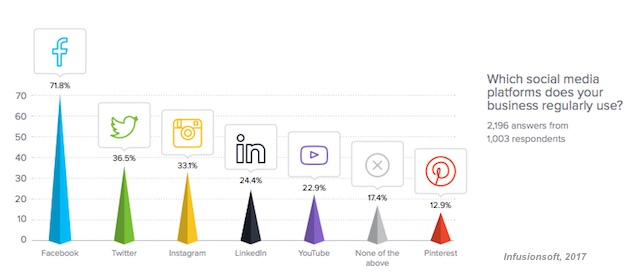 71.8%
36.5%
33.1%
24.4%
22.9%
17.4%
12.9%
70
60
50
40
30
20
10
0
Facebook
Twitter
Instagram
LinkedIn
YouTube
None of the
above
Pinterest
Which social media
platforms does your
business regularly use?
2,196 answers from
1,003 respondents
Infusionsoft, 2017